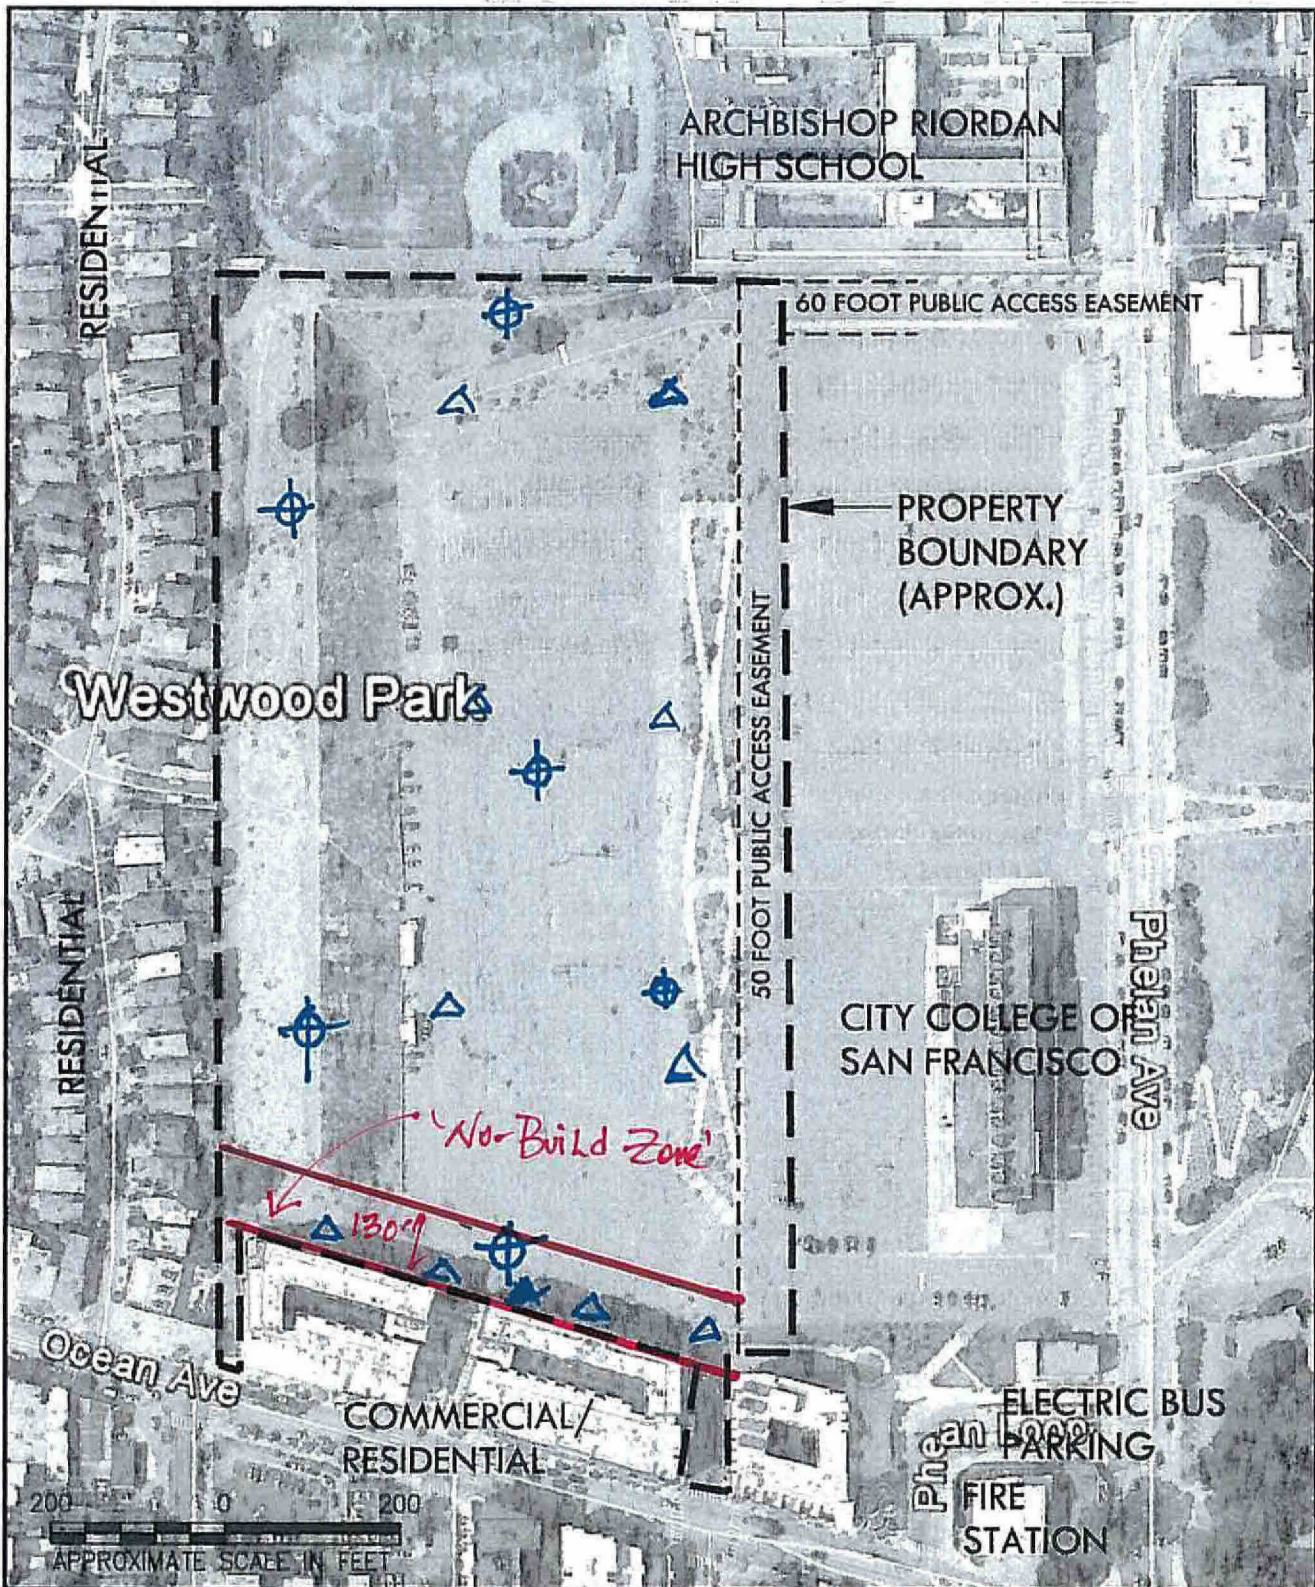 ARCHBISHOP RIORDAN
HIGH SCHOOL
RESIDENTIAL
60 FOOT PUBLIC ACCESS EASEMENT
PROPERTY
BOUNDARY
(APPROX.)
50 FOOT PUBLIC ACCESS EASEMENT
Westwood Park
RESIDENTIAL
CITY COLLEGE OF
SAN FRANCISCO
Phelan Ave
'No-Build Zone'
Ocean Ave
COMMERCIAL/
RESIDENTIAL
ELECTRIC BUS
PARKING
Phelan Loop
FIRE
STATION
200 0 200
APPROXIMATE SCALE IN FEET